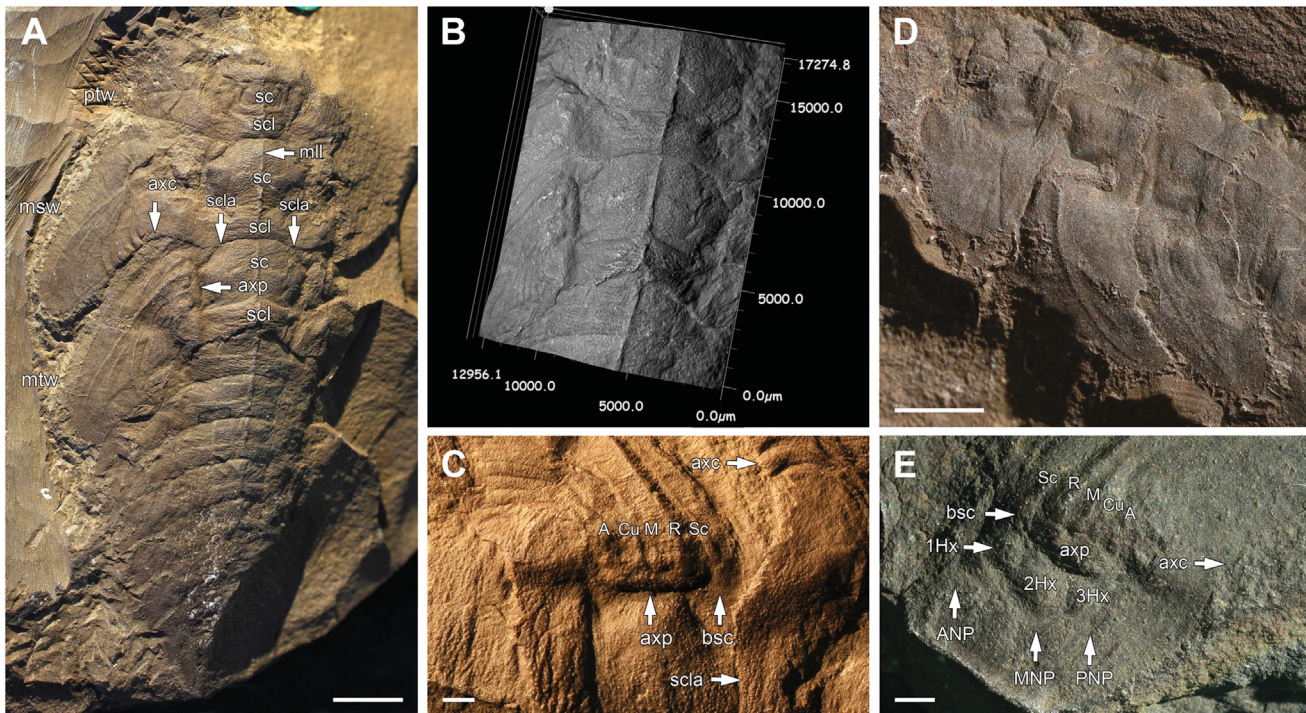 A
ptw
sc
scl
mll
axc
sc
msw
scla
scla
scl
sc
axp
scl
mtw
B
17274.8
15000.0
10000.0
5000.0
12956.1
10000.0
5000.0
0.0µm
0.0µm
C
axc
A Cu M R Sc
axp
bsc
scla
D
E
Sc
R
M
Cu
A
bsc
1Hx
axp
axc
2Hx
3Hx
ANP
MNP
PNP